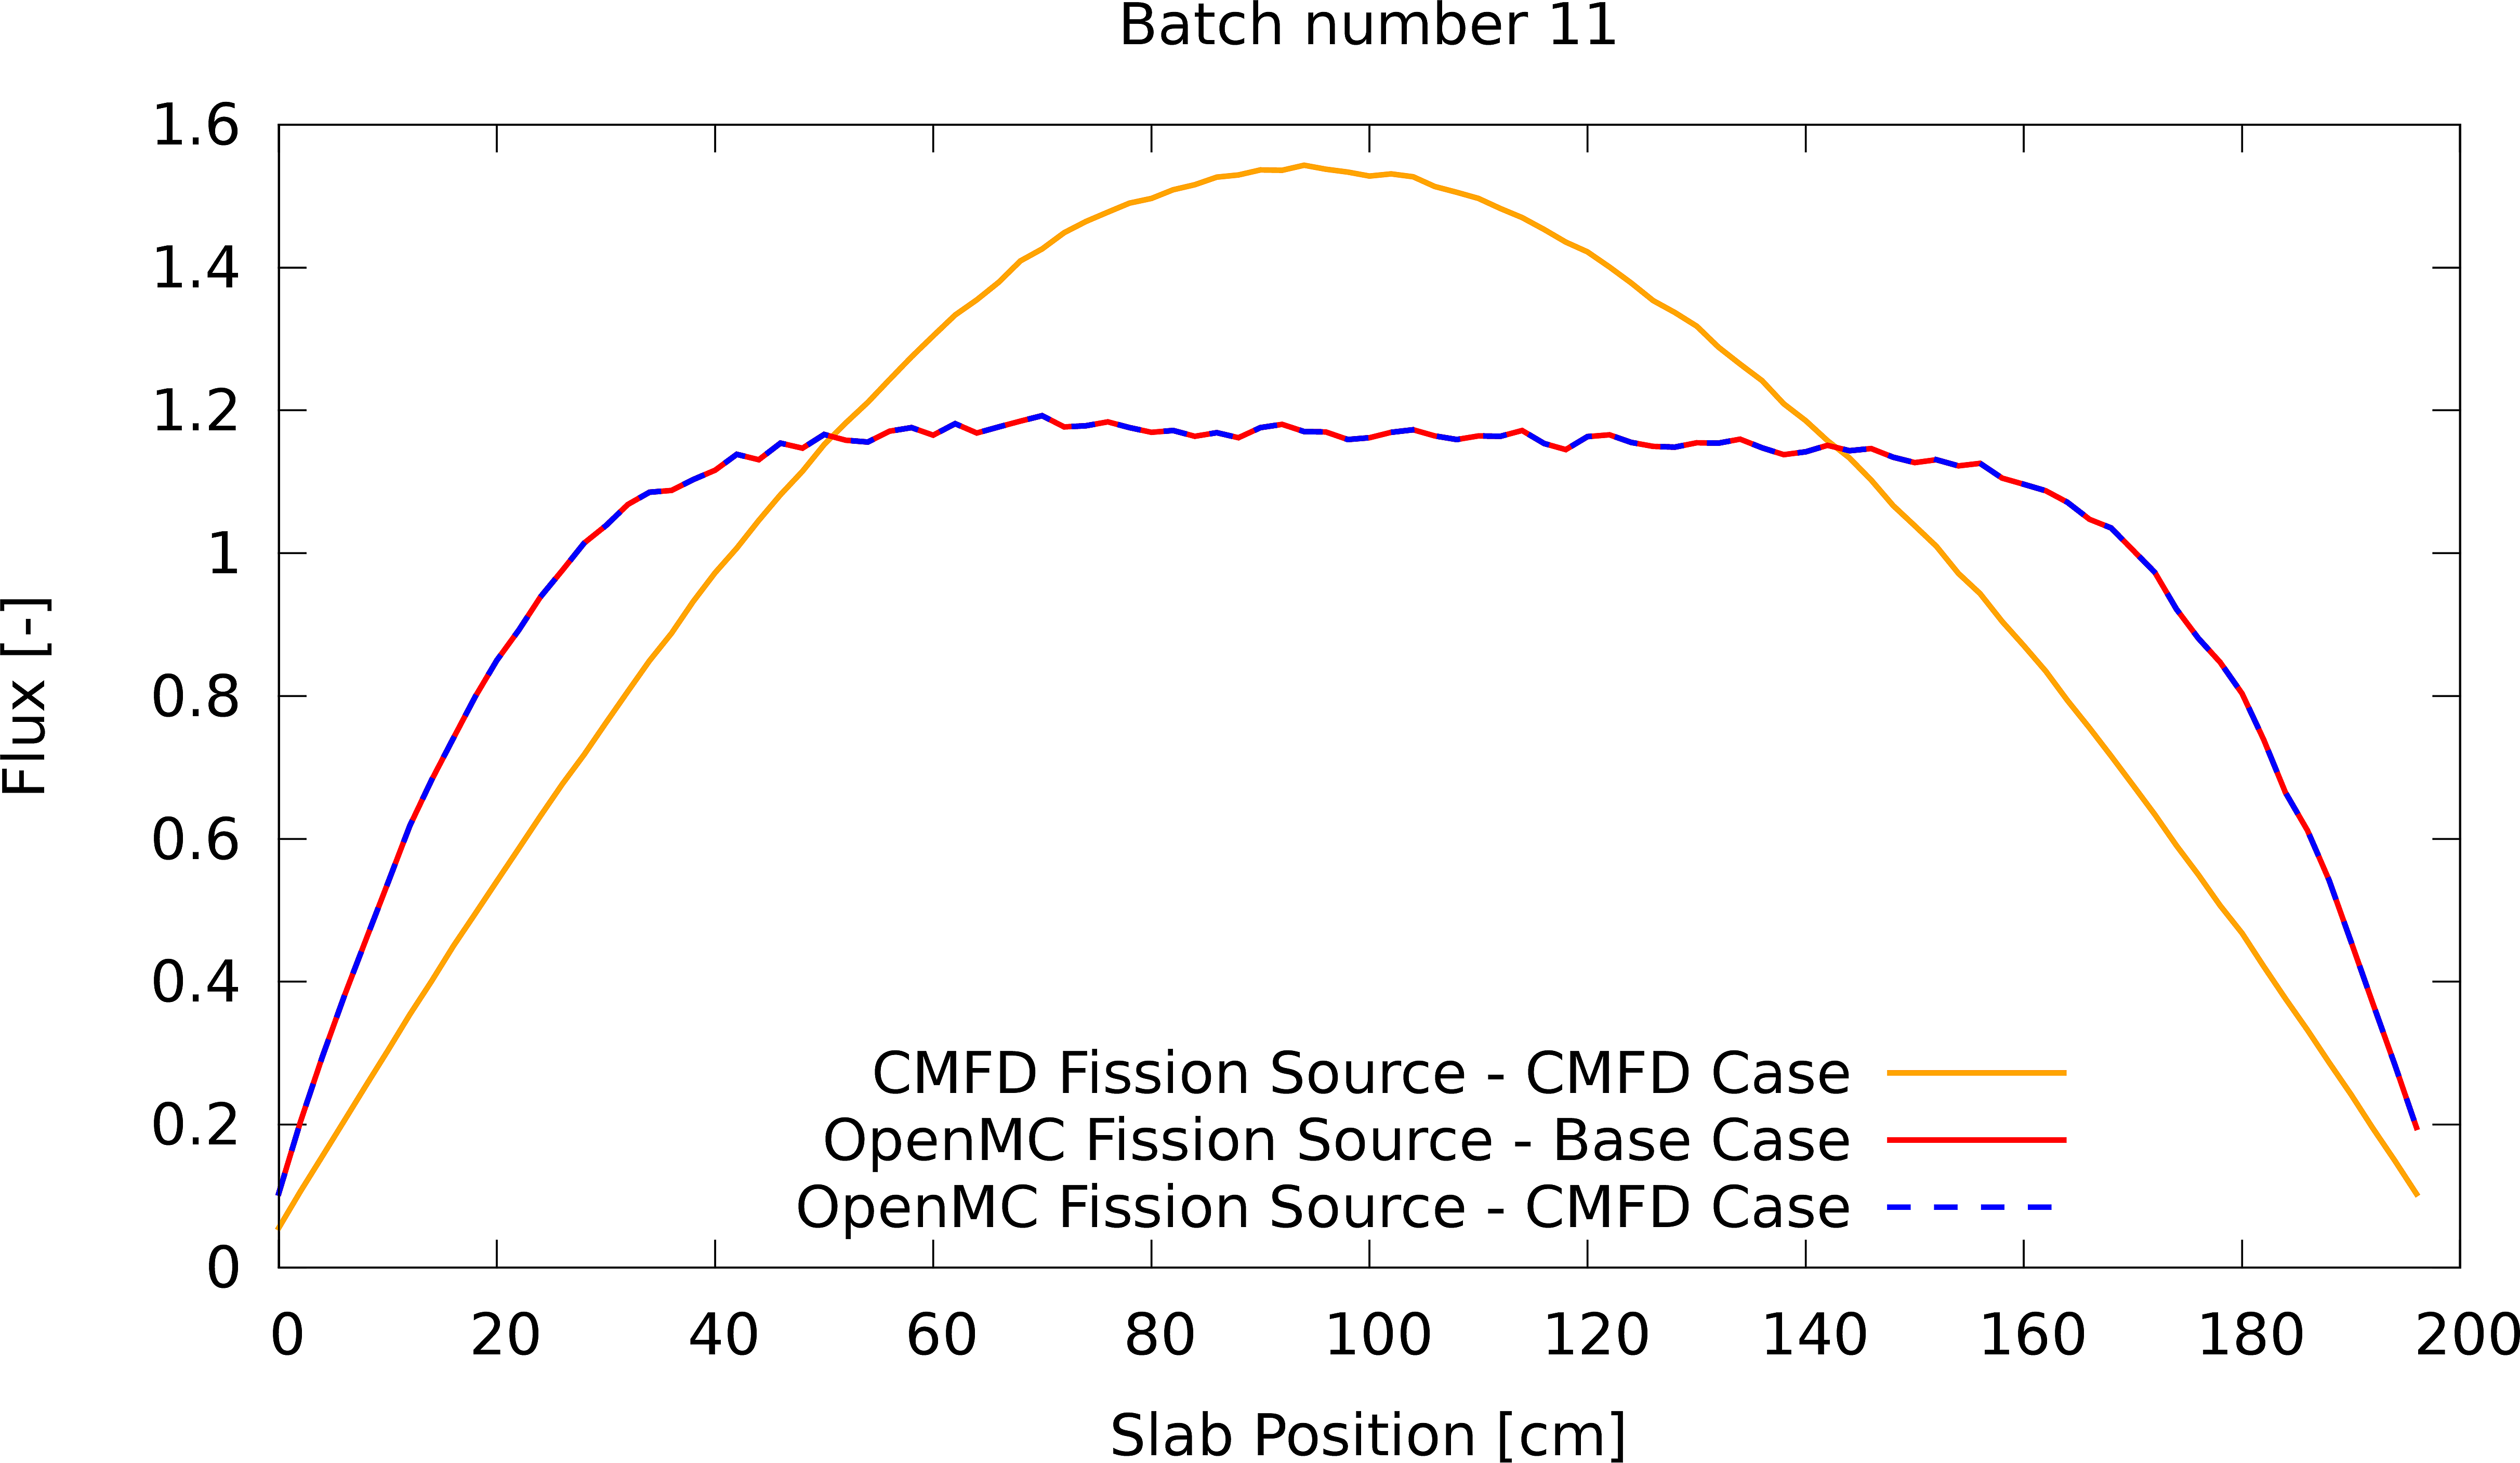 Batch number 11
1.6
1.4
1.2
1
0.8
0.6
0.4
0.2
0
Flux [-]
CMFD Fission Source - CMFD Case
OpenMC Fission Source - Base Case
OpenMC Fission Source - CMFD Case
0 20 40 60 80 100 120 140 160 180 200
Slab Position [cm]